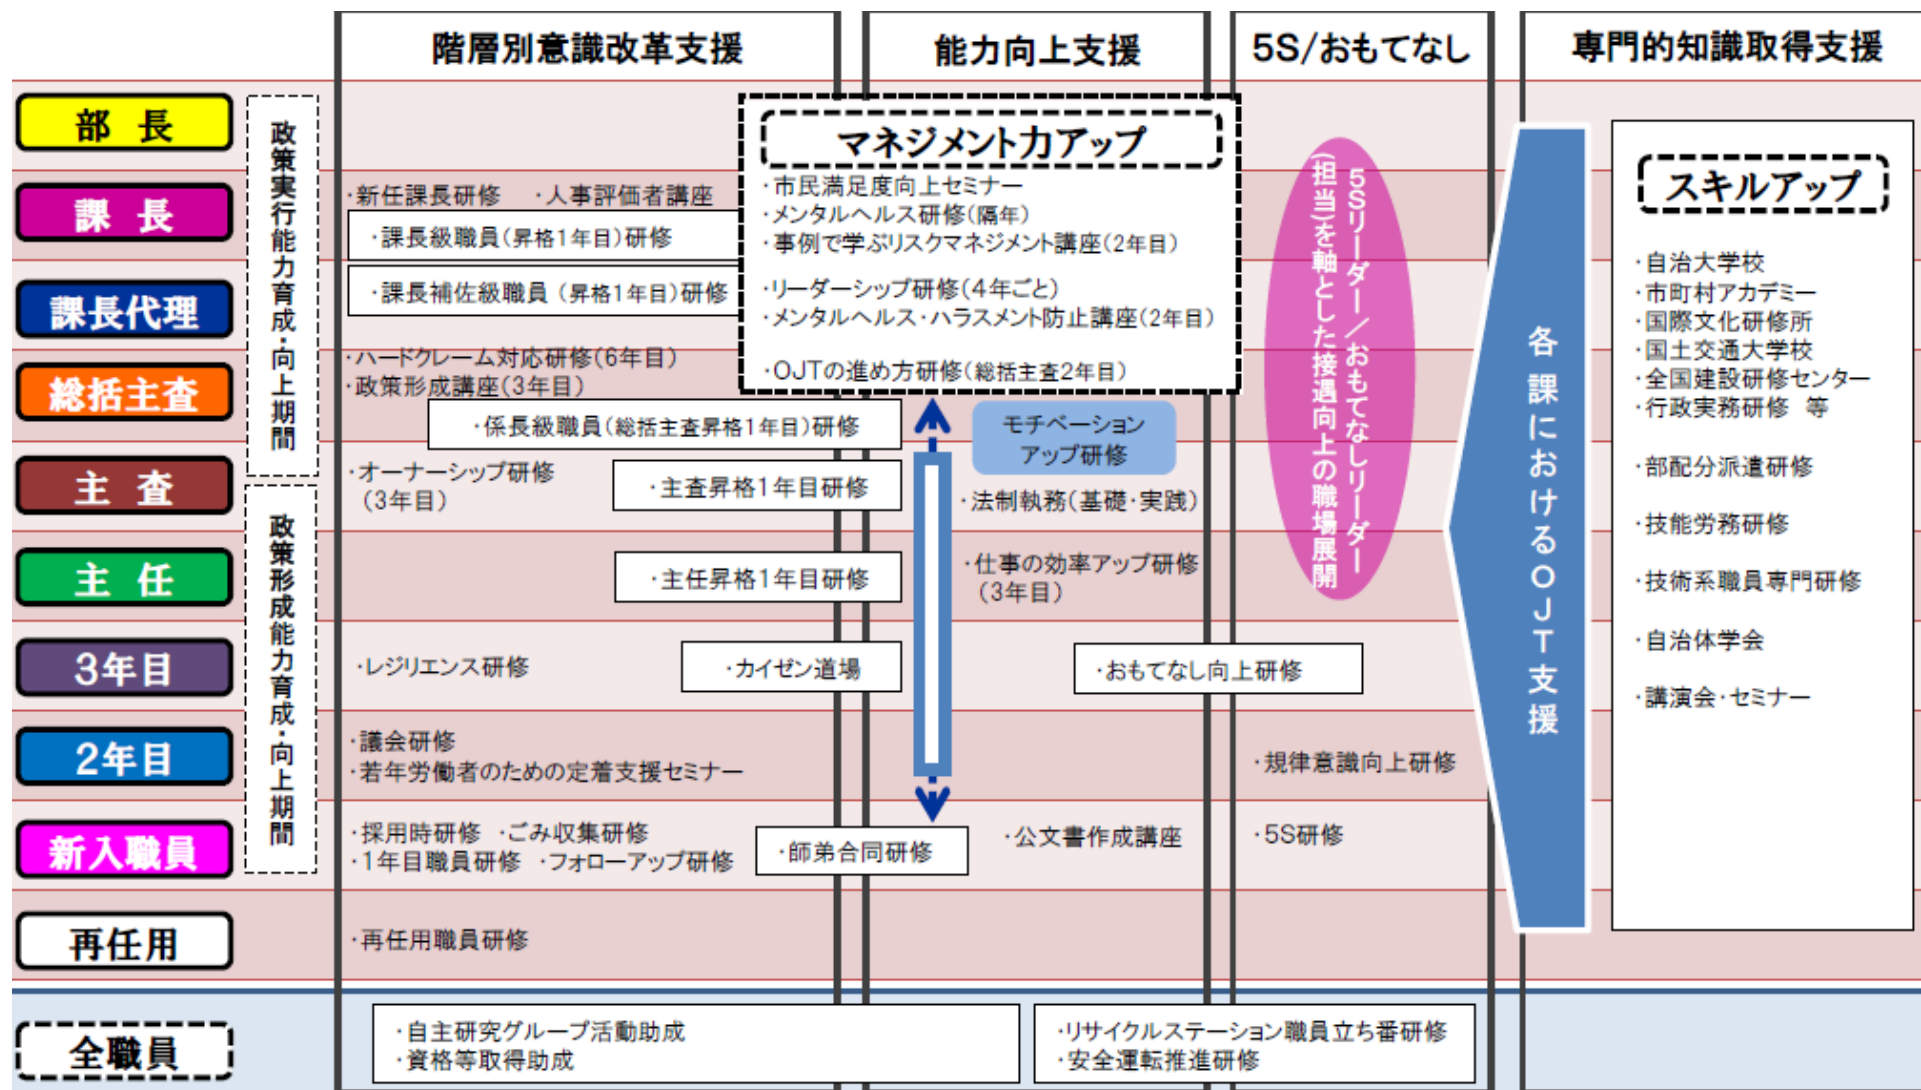 階層別意識改革支援
能力向上支援
5S/おもてなし
専門的知識取得支援
部 長
課 長
課長代理
総括主査
主 査
主 任
3年目
2年目
新入職員
再任用
全職員
政策実行能力育成・向上期間
政策形成能力育成・向上期間
・新任課長研修 ・人事評価者講座
・課長級職員(昇格1年目)研修
・課長補佐級職員 (昇格1年目)研修
・ハードクレーム対応研修(6年目)
・政策形成講座(3年目)
・係長級職員(総括主査昇格1年目)研修
・オーナーシップ研修
(3年目)
・主査昇格1年目研修
・主任昇格1年目研修
・レジリエンス研修
・カイゼン道場
・議会研修
・若年労働者のための定着支援セミナー
・採用時研修 ・ごみ収集研修
・1年目職員研修 ・フォローアップ研修
・師弟合同研修
・再任用職員研修
マネジメント力アップ
・市民満足度向上セミナー
・メンタルヘルス研修(隔年)
・事例で学ぶリスクマネジメント講座(2年目)
・リーダーシップ研修(4年ごと)
・メンタルヘルス・ハラスメント防止講座(2年目)
・OJTの進め方研修(総括主査2年目)
モチベーション
アップ研修
・法制執務(基礎・実践)
・仕事の効率アップ研修
(3年目)
・おもてなし向上研修
・公文書作成講座
5Sリーダー/おもてなしリーダー
(担当)を軸とした接遇向上の職場展開
・規律意識向上研修
・5S研修
各課におけるOJT支援
スキルアップ
・自治大学校
・市町村アカデミー
・国際文化研修所
・国土交通大学校
・全国建設研修センター
・行政実務研修 等
・部配分派遣研修
・技能労務研修
・技術系職員専門研修
・自治体学会
・講演会・セミナー
・自主研究グループ活動助成
・資格等取得助成
・リサイクルステーション職員立ち番研修
・安全運転推進研修